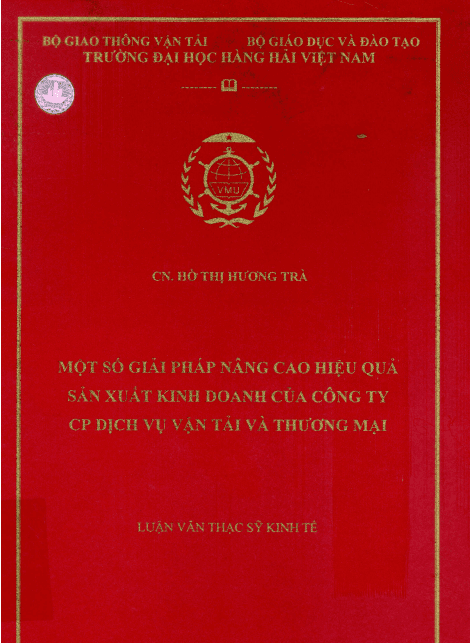 BỘ GIAO THÔNG VẬN TẢI BỘ GIÁO DỤC VÀ ĐÀO TẠO
TRƯỜNG ĐẠI HỌC HÀNG HẢI VIỆT NAM
VMU
CN. HỒ THỊ HƯƠNG TRÀ
MỘT SỐ GIẢI PHÁP NÂNG CAO HIỆU QUẢ
SẢN XUẤT KINH DOANH CỦA CÔNG TY
CP DỊCH VỤ VẬN TẢI VÀ THƯƠNG MẠI
LUẬN VĂN THẠC SỸ KINH TẾ